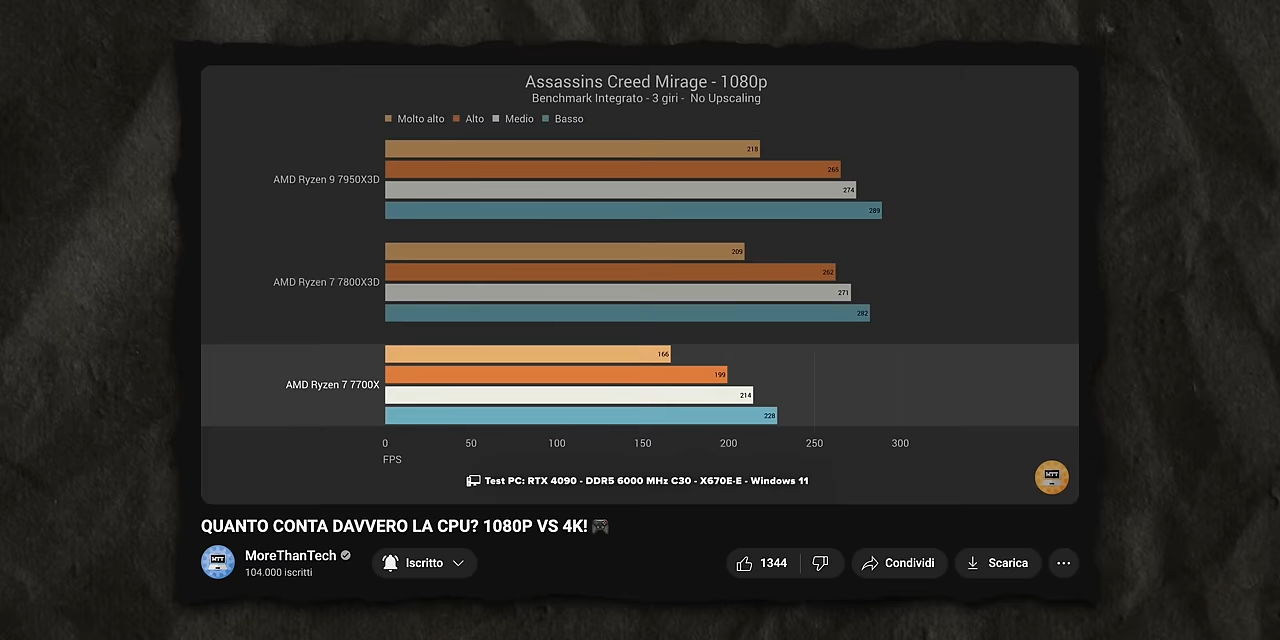 Assassins Creed Mirage - 1080p
Benchmark Integrato - 3 giri - No Upscaling
Molto alto Alto Medio Basso
218
265
AMD Ryzen 9 7950X3D
274
289
209
262
AMD Ryzen 7 7800X3D
271
282
166
199
AMD Ryzen 7 7700X
214
228
0 50 100 150 200 250 300
FPS
Test PC: RTX 4090 - DDR5 6000 MHz C30 - X670E-E - Windows 11
MTT
QUANTO CONTA DAVVERO LA CPU? 1080P VS 4K!
MTT
MoreThanTech
104.000 iscritti
Iscritto
1344
Condividi
Scarica